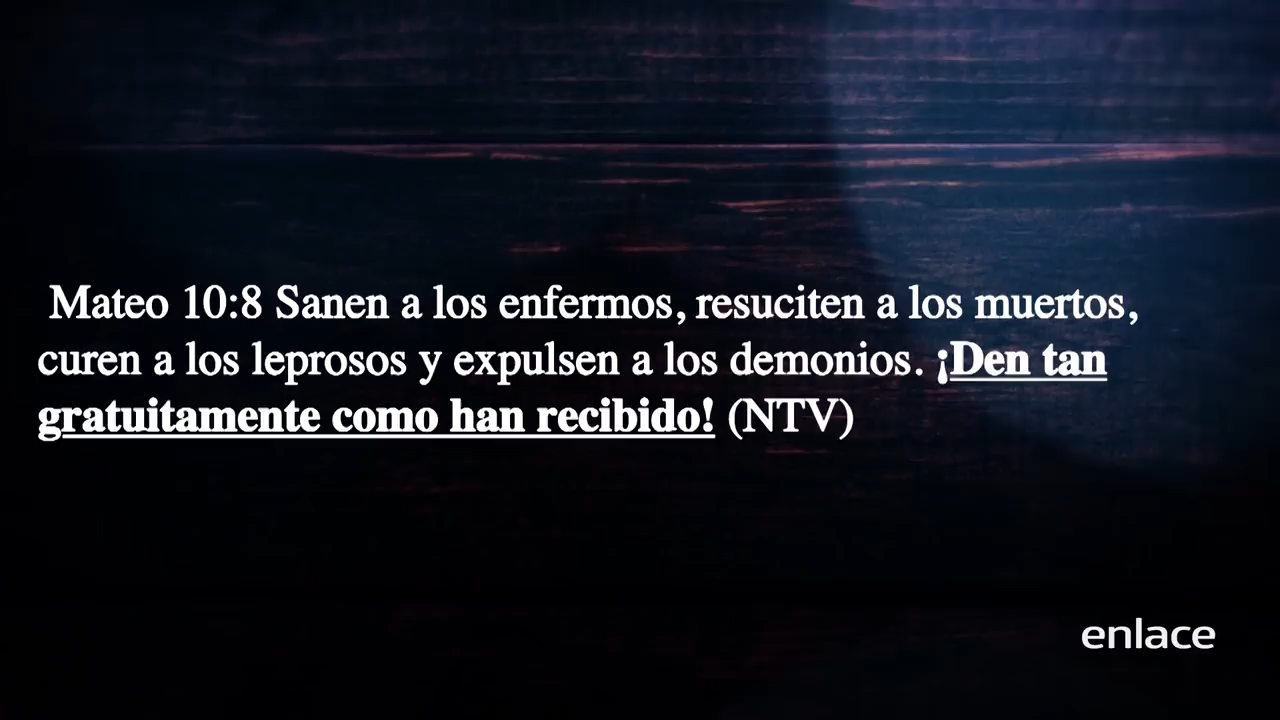 Mateo 10:8 Sanen a los enfermos, resuciten a los muertos,
curen a los leprosos y expulsen a los demonios. ¡Den tan
gratuitamente como han recibido! (NTV)
enlace